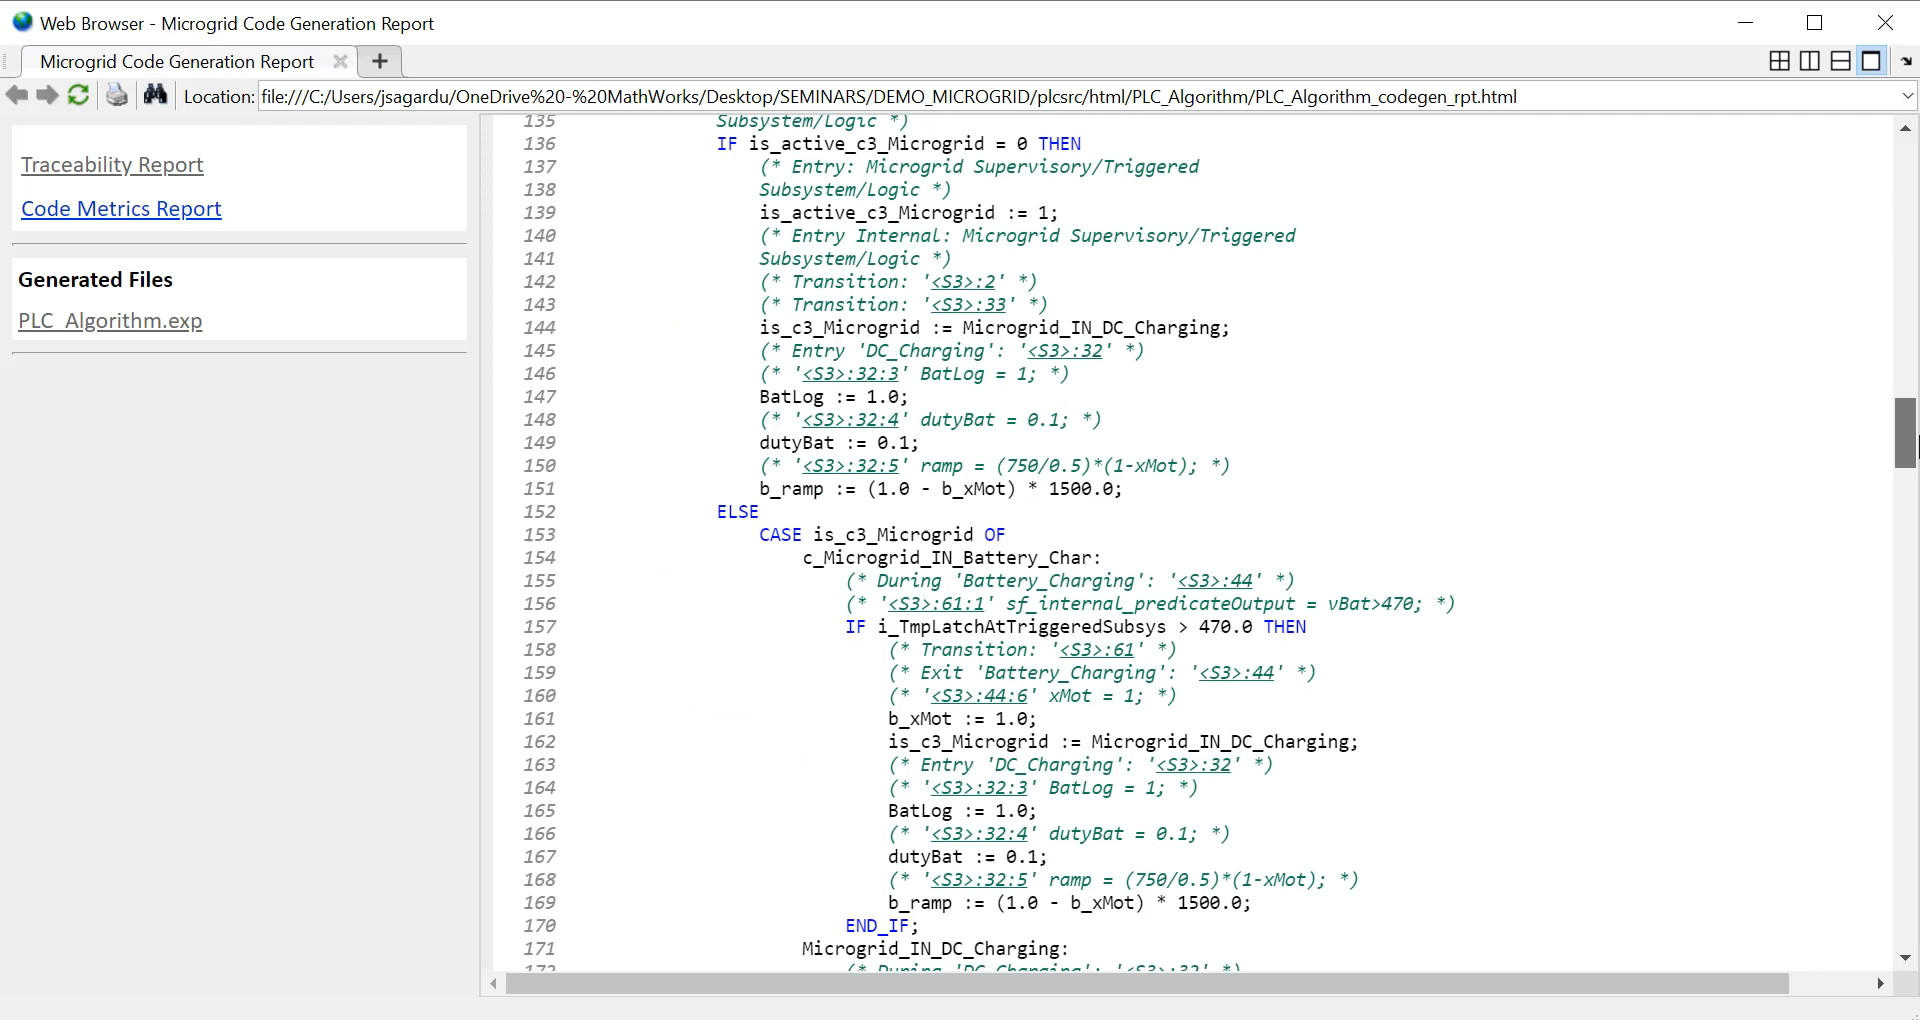 Web Browser - Microgrid Code Generation Report
Microgrid Code Generation Report
Location: file:///C:/Users/jsagardu/OneDrive%20-%20MathWorks/Desktop/SEMINARS/DEMO_MICROGRID/plcsrc/html/PLC_Algorithm/PLC_Algorithm_codegen_rpt.html
Traceability Report
Code Metrics Report
Generated Files
PLC_Algorithm.exp
135 Subsystem/Logic *)
136 IF is_active_c3_Microgrid = 0 THEN
137 (* Entry: Microgrid Supervisory/Triggered
138 Subsystem/Logic *)
139 is_active_c3_Microgrid := 1;
140 (* Entry Internal: Microgrid Supervisory/Triggered
141 Subsystem/Logic *)
142 (* Transition: '<S3>:2' *)
143 (* Transition: '<S3>:33' *)
144 is_c3_Microgrid := Microgrid_IN_DC_Charging;
145 (* Entry 'DC_Charging': '<S3>:32' *)
146 (* '<S3>:32:3' BatLog = 1; *)
147 BatLog := 1.0;
148 (* '<S3>:32:4' dutyBat = 0.1; *)
149 dutyBat := 0.1;
150 (* '<S3>:32:5' ramp = (750/0.5)*(1-xMot); *)
151 b_ramp := (1.0 - b_xMot) * 1500.0;
152 ELSE
153 CASE is_c3_Microgrid OF
154 c_Microgrid_IN_Battery_Char:
155 (* During 'Battery_Charging': '<S3>:44' *)
156 (* '<S3>:61:1' sf_internal_predicateOutput = vBat>470; *)
157 IF i_TmpLatchAtTriggeredSubsys > 470.0 THEN
158 (* Transition: '<S3>:61' *)
159 (* Exit 'Battery_Charging': '<S3>:44' *)
160 (* '<S3>:44:6' xMot = 1; *)
161 b_xMot := 1.0;
162 is_c3_Microgrid := Microgrid_IN_DC_Charging;
163 (* Entry 'DC_Charging': '<S3>:32' *)
164 (* '<S3>:32:3' BatLog = 1; *)
165 BatLog := 1.0;
166 (* '<S3>:32:4' dutyBat = 0.1; *)
167 dutyBat := 0.1;
168 (* '<S3>:32:5' ramp = (750/0.5)*(1-xMot); *)
169 b_ramp := (1.0 - b_xMot) * 1500.0;
170 END_IF;
171 Microgrid_IN_DC_Charging:
172 (* During 'DC_Charging': '<S3>:32' *)